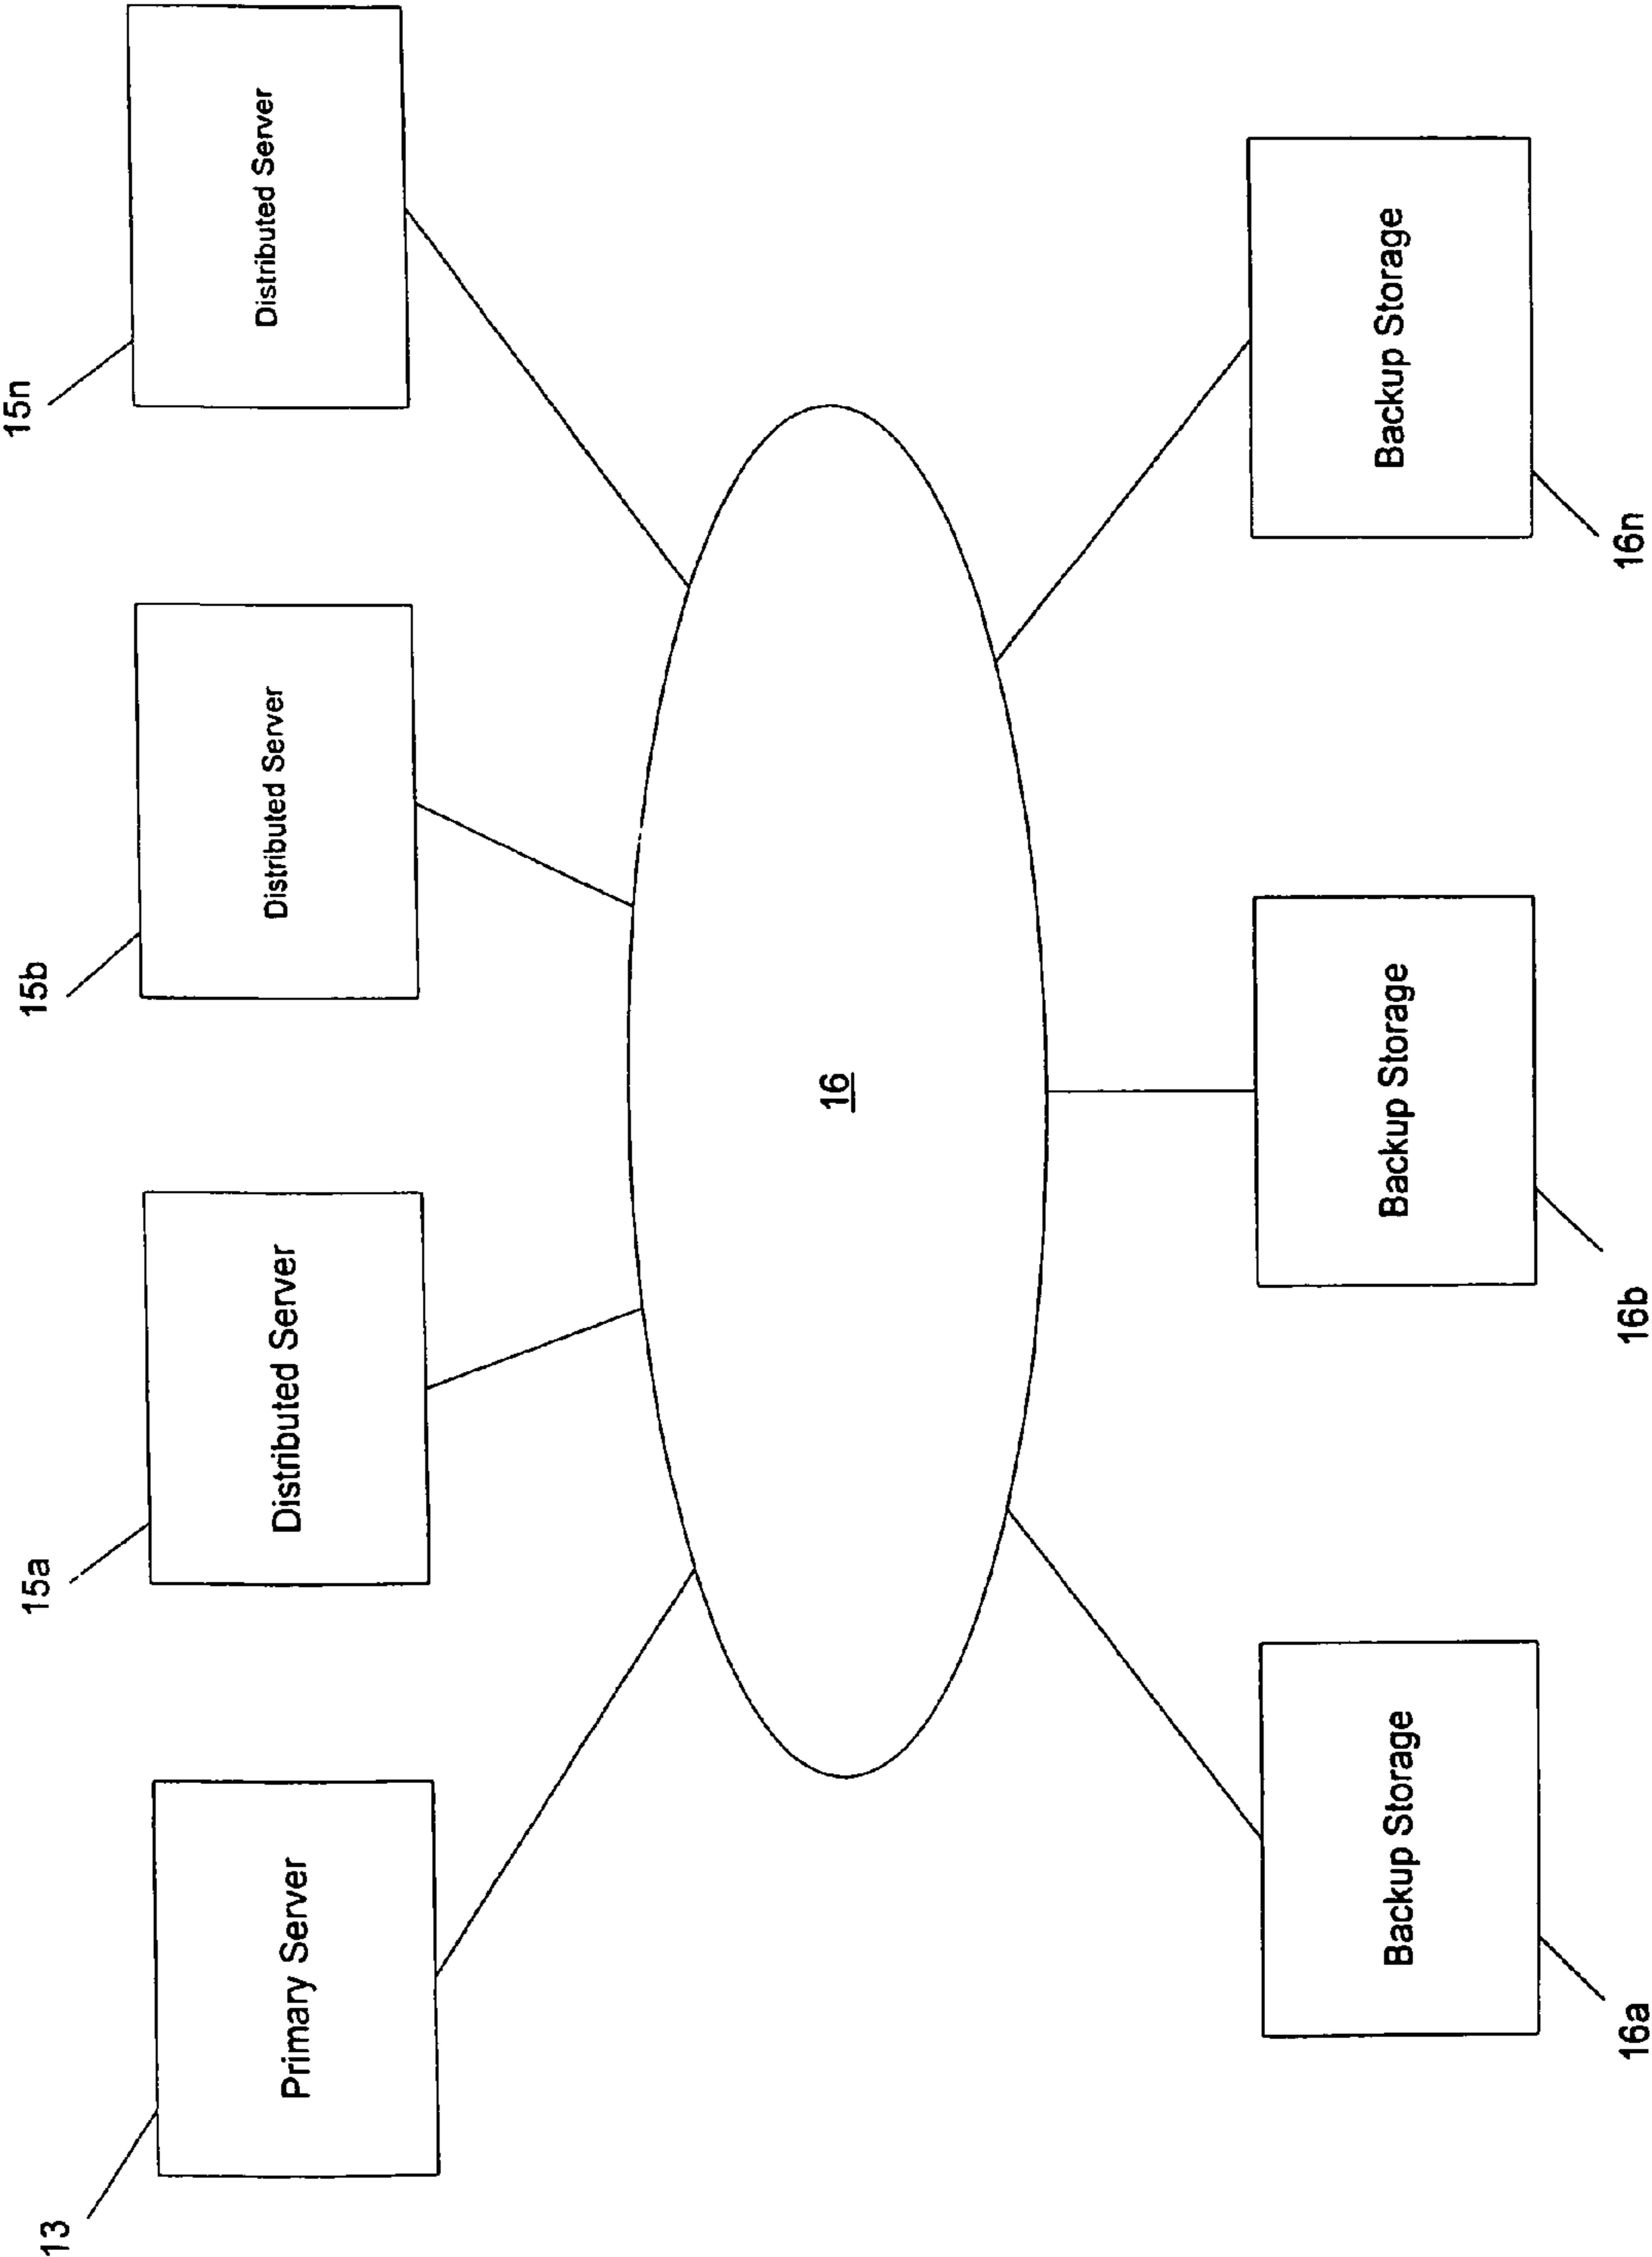 13
15a
15b
15n
Primary Server
Distributed Server
Distributed Server
Distributed Server
16
Backup Storage
Backup Storage
Backup Storage
16a
16b
16n